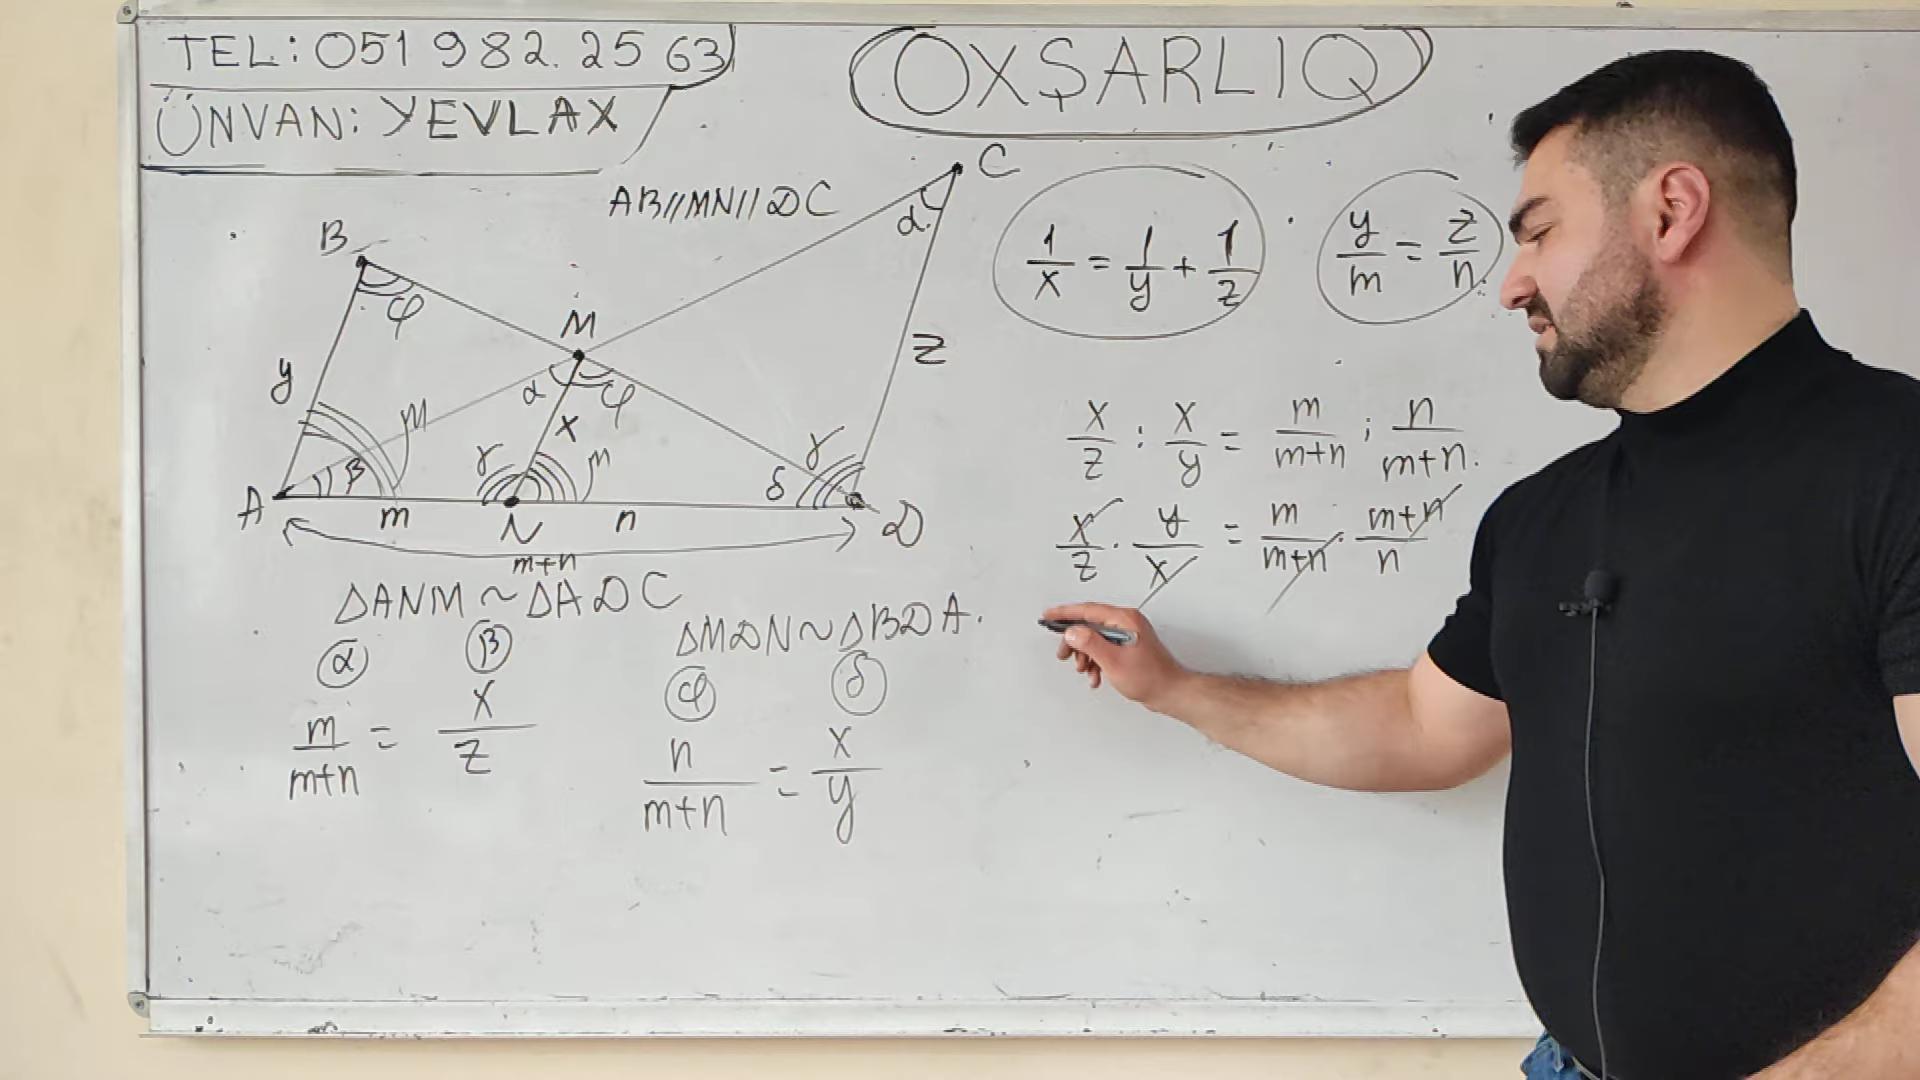 TEL: 051 982. 25 63
ÜNVAN: YEVLAX
OXŞARLIQ
AB//MN//DC
B
φ
C
α
M
α
φ
y
x
z
M
β
γ
M
δ
γ
A
m
N
n
D
m+n
1/x = 1/y + 1/z
y/m = z/n
x/z : x/y = m/m+n : n/m+n.
x/z · y/x = m/m+n · m+n/n
ΔANM ~ ΔADC
α β
m/m+n = x/z
ΔMDN ~ ΔBDA.
φ δ
n/m+n = x/y